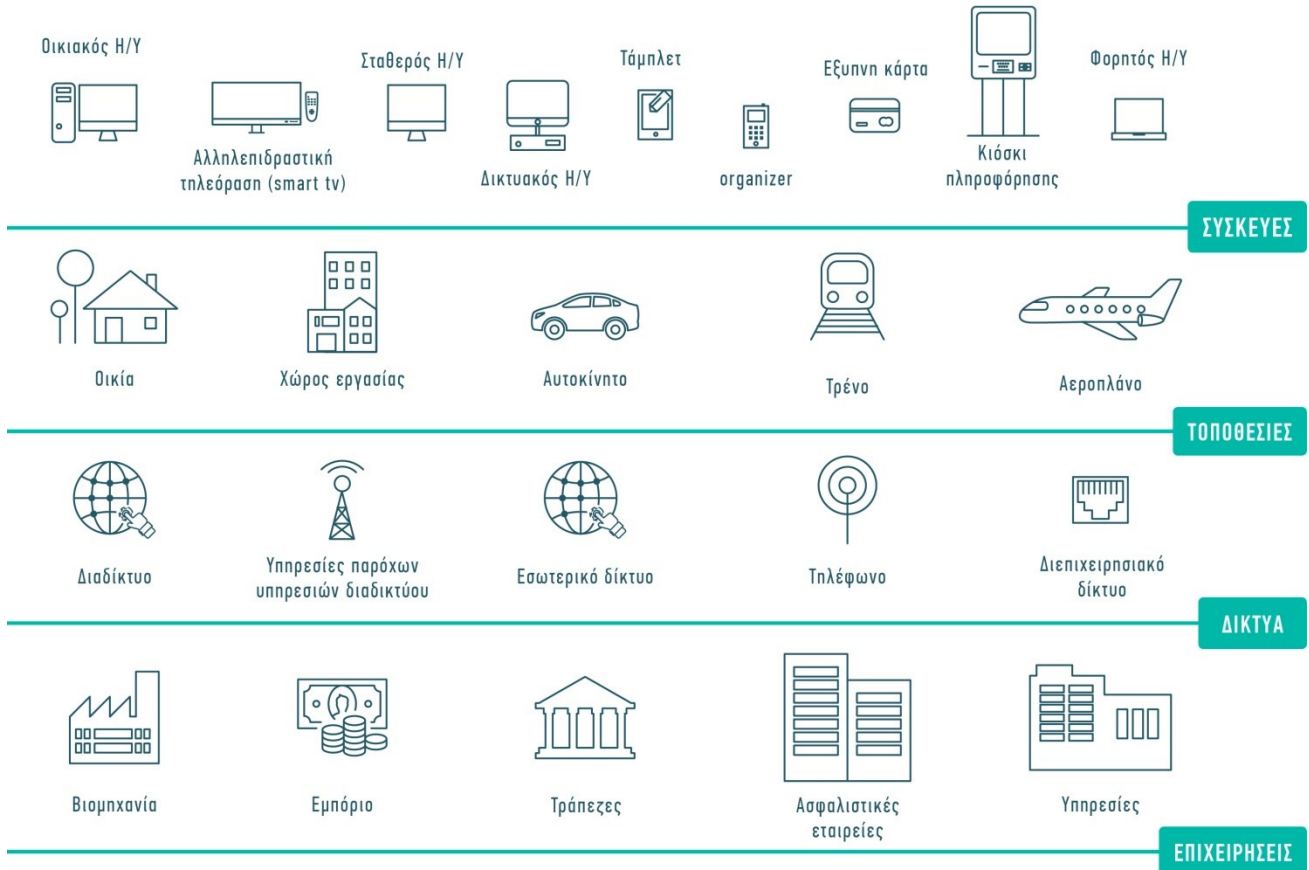 Οικιακός Η/Υ
Αλληλεπιδραστική
τηλεόραση (smart tv)
Σταθερός Η/Υ
Δικτυακός Η/Υ
Τάμπλετ
organizer
Εξυπνη κάρτα
Κιόσκι
πληροφόρησης
Φορητός Η/Υ
ΣΥΣΚΕΥΕΣ
Οικία
Χώρος εργασίας
Αυτοκίνητο
Τρένο
Αεροπλάνο
ΤΟΠΟΘΕΣΙΕΣ
Διαδίκτυο
Υπηρεσίες παρόχων
υπηρεσιών διαδικτύου
Εσωτερικό δίκτυο
Τηλέφωνο
Διεπιχειρησιακό
δίκτυο
ΔΙΚΤΥΑ
Βιομηχανία
Εμπόριο
Τράπεζες
Ασφαλιστικές
εταιρείες
Υπηρεσίες
ΕΠΙΧΕΙΡΗΣΕΙΣ